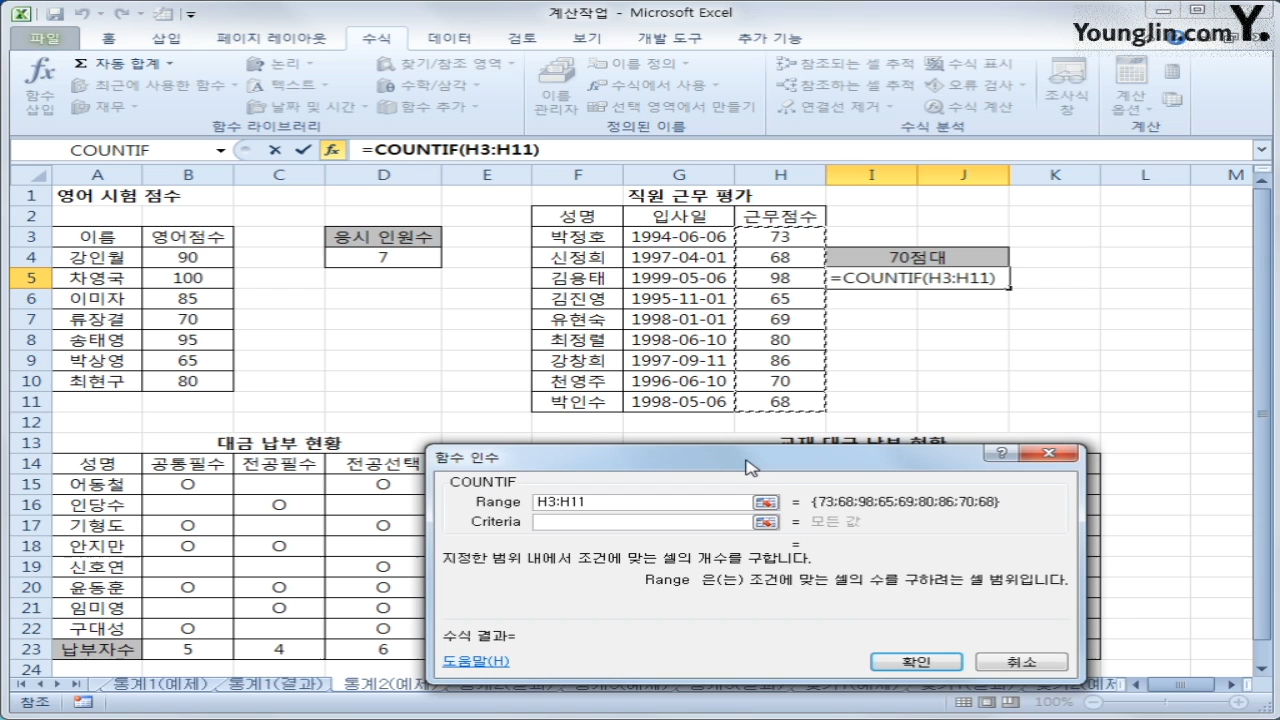 계산작업 - Microsoft Excel
YoungJin.com Y.
파일 홈 삽입 페이지 레이아웃 수식 데이터 검토 보기 개발 도구 추가 기능
fx 함수 삽입
Σ 자동 합계
최근에 사용한 함수
재무
논리
텍스트
날짜 및 시간
찾기/참조 영역
수학/삼각
함수 추가
함수 라이브러리
이름 관리자
이름 정의
수식에서 사용
선택 영역에서 만들기
정의된 이름
참조되는 셀 추적
참조하는 셀 추적
연결선 제거
수식 표시
오류 검사
수식 계산
수식 분석
조사식 창
계산 옵션
계산
COUNTIF fx =COUNTIF(H3:H11)
A B C D E F G H I J K L M
1 영어 시험 점수 직원 근무 평가
2 성명 입사일 근무점수
3 이름 영어점수 응시 인원수 박정호 1994-06-06 73
4 강인월 90 7 신정희 1997-04-01 68 70점대
5 차영국 100 김용태 1999-05-06 98 =COUNTIF(H3:H11)
6 이미자 85 김진영 1995-11-01 65
7 류장결 70 유현숙 1998-01-01 69
8 송태영 95 최정렬 1998-06-10 80
9 박상영 65 강창희 1997-09-11 86
10 최현구 80 천영주 1996-06-10 70
11 박인수 1998-05-06 68
12
13 대금 납부 현황 교재 대금 납부 현황
14 성명 공통필수 전공필수 전공선택
15 어동철 O O
16 인당수 O
17 기형도 O O
18 안지만 O O
19 신호연 O
20 윤동훈 O O O
21 임미영 O O
22 구대성 O O
23 납부자수 5 4 6
24
함수 인수
COUNTIF
Range H3:H11 = {73;68;98;65;69;80;86;70;68}
Criteria = 모든 값
=
지정한 범위 내에서 조건에 맞는 셀의 개수를 구합니다.
Range 은(는) 조건에 맞는 셀의 수를 구하려는 셀 범위입니다.
수식 결과=
도움말(H) 확인 취소
통계1(예제) 통계1(결과) 통계2(예제)
참조 100%